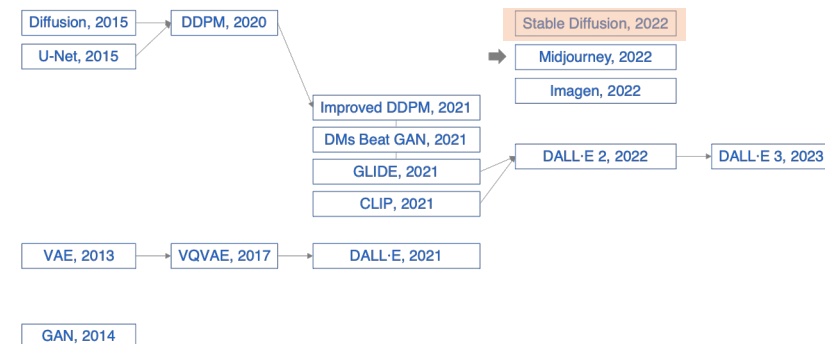 Diffusion, 2015
DDPM, 2020
Stable Diffusion, 2022
U-Net, 2015
Midjourney, 2022
Imagen, 2022
Improved DDPM, 2021
DMs Beat GAN, 2021
DALL·E 2, 2022
DALL·E 3, 2023
GLIDE, 2021
CLIP, 2021
VAE, 2013
VQVAE, 2017
DALL·E, 2021
GAN, 2014